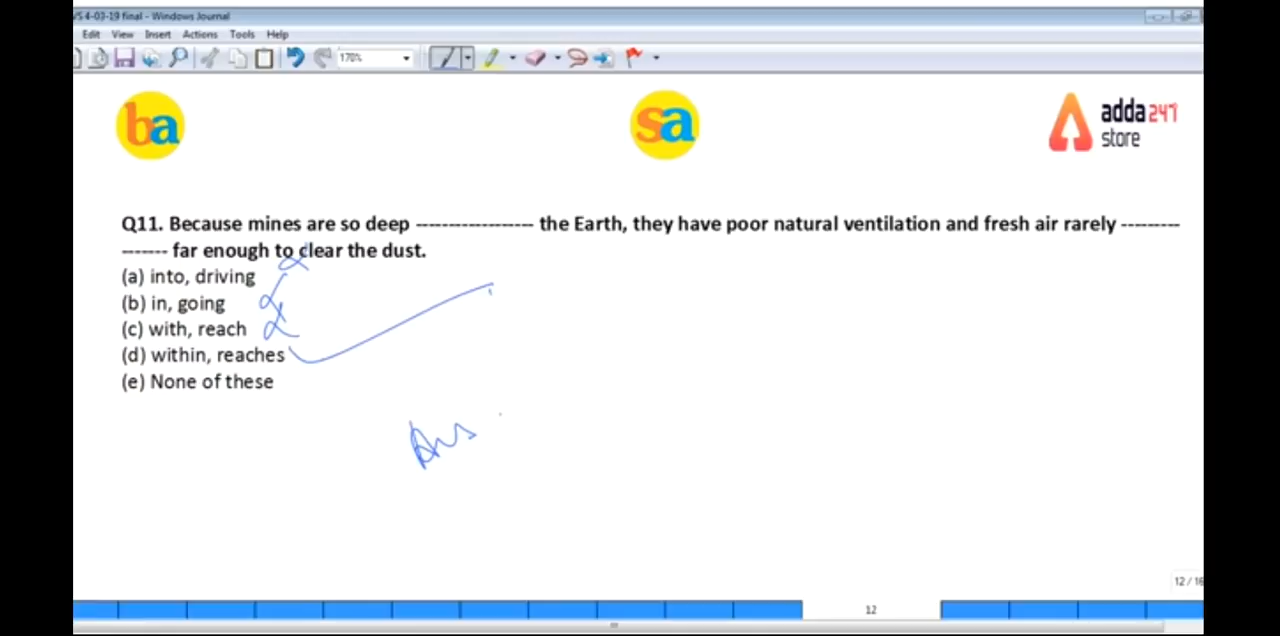 VS 4-03-19 final - Windows Journal
Edit View Insert Actions Tools Help
170%
ba
sa
adda247
store
Q11. Because mines are so deep ----------------- the Earth, they have poor natural ventilation and fresh air rarely ---------
------- far enough to clear the dust.
(a) into, driving
(b) in, going
(c) with, reach
(d) within, reaches
(e) None of these
Ans
12 / 16
12